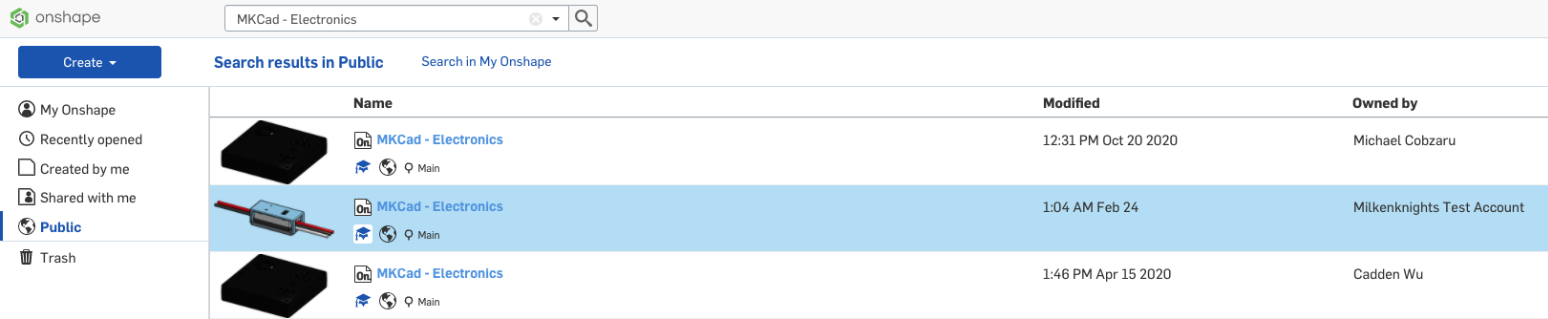 onshape
MKCad - Electronics
Create
Search results in Public
Search in My Onshape
My Onshape
Recently opened
Created by me
Shared with me
Public
Trash
Name Modified Owned by
On MKCad - Electronics 12:31 PM Oct 20 2020 Michael Cobzaru
Main
On MKCad - Electronics 1:04 AM Feb 24 Milkenknights Test Account
Main
On MKCad - Electronics 1:46 PM Apr 15 2020 Cadden Wu
Main